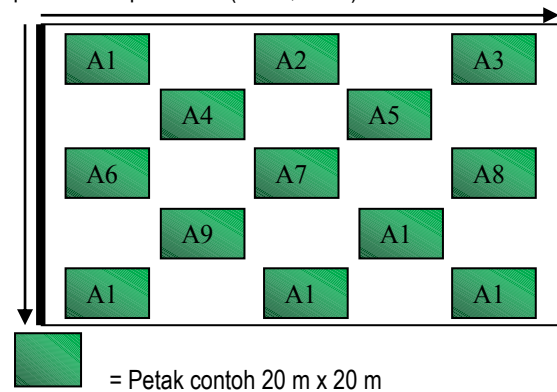 A1 A2 A3
A4 A5
A6 A7 A8
A9 A1
A1 A1 A1
= Petak contoh 20 m x 20 m